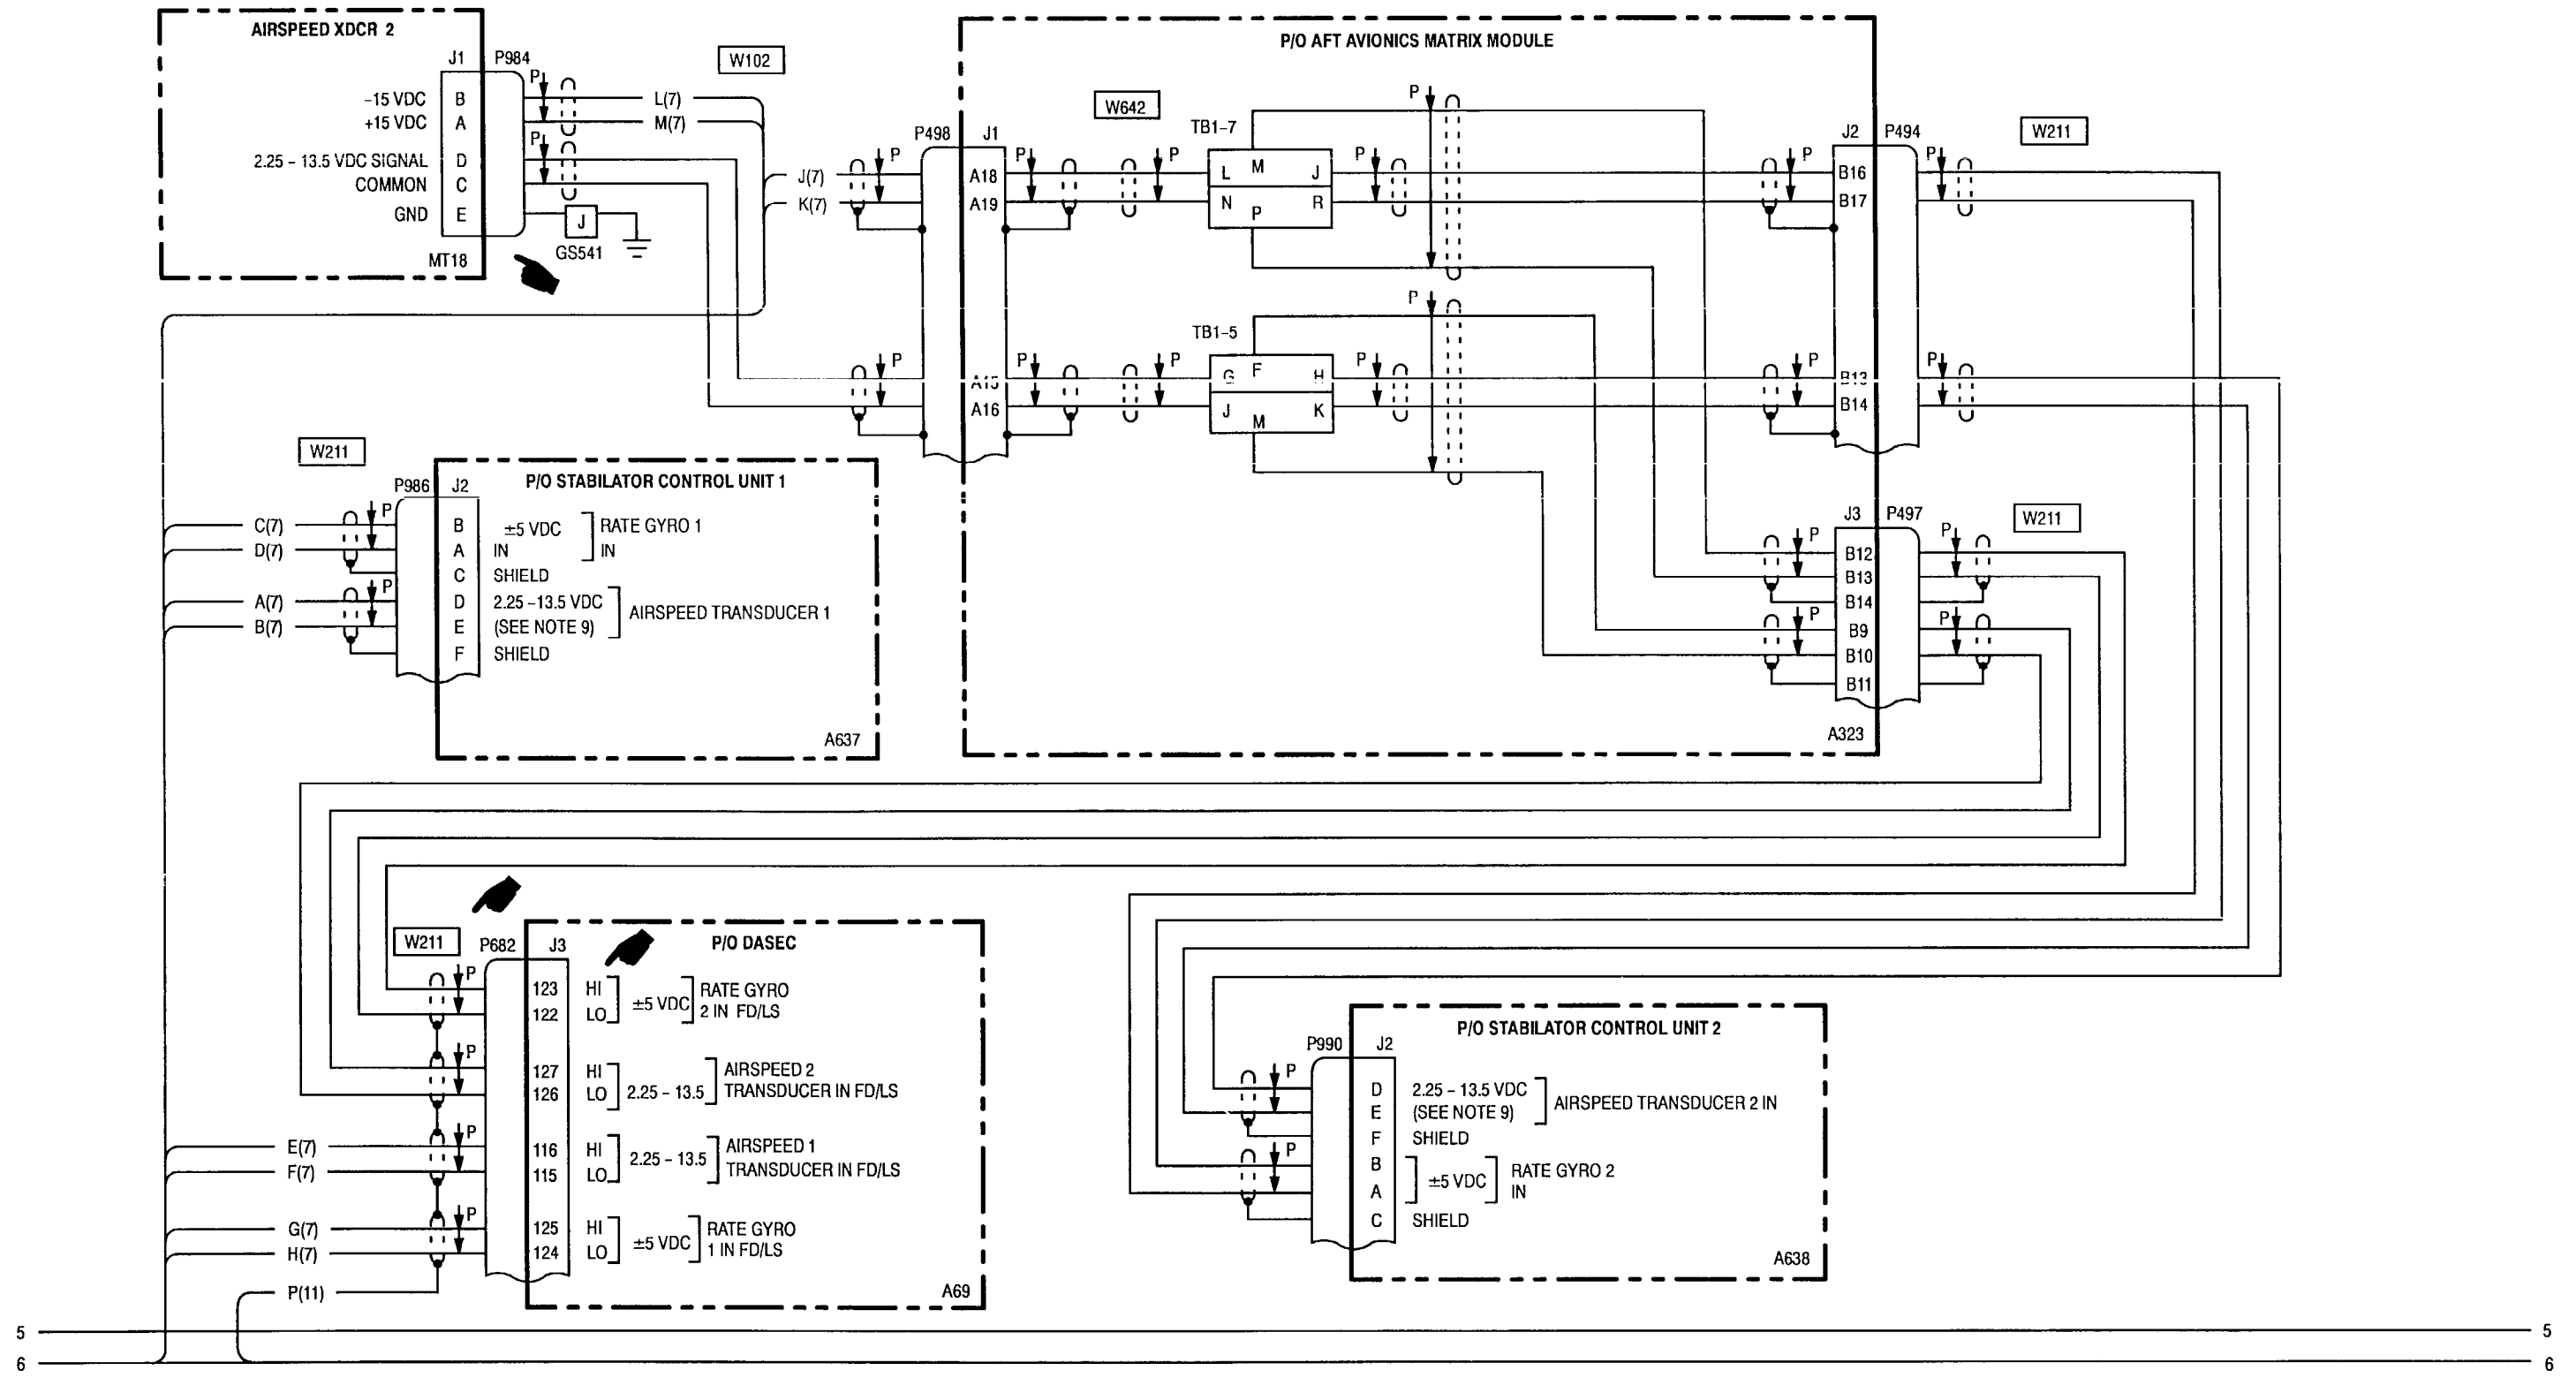 AIRSPEED XDCR 2
J1 P984
–15 VDC B
+15 VDC A
2.25 – 13.5 VDC SIGNAL D
COMMON C
GND E
MT18
P
P
J
GS541
W102
L(7)
M(7)
J(7)
K(7)
P
P
P/O AFT AVIONICS MATRIX MODULE
P498 J1
A18
A19
A15
A16
W642
P P
P P
TB1–7
L M J
N P R
TB1–5
G F H
J M K
P
P
P
P
P
P
J2 P494
B16
B17
B13
B14
P
P
W211
J3 P497
B12
B13
B14
B9
B10
B11
P
P
P
P
W211
A323
W211
P/O STABILATOR CONTROL UNIT 1
P986 J2
C(7) P B ±5 VDC RATE GYRO 1
D(7) A IN IN
C SHIELD
A(7) P D 2.25 –13.5 VDC AIRSPEED TRANSDUCER 1
B(7) E (SEE NOTE 9)
F SHIELD
A637
W211 P682 J3 P/O DASEC
P 123 HI ±5 VDC RATE GYRO
122 LO 2 IN FD/LS
P 127 HI 2.25 – 13.5 AIRSPEED 2
126 LO TRANSDUCER IN FD/LS
E(7) P 116 HI 2.25 – 13.5 AIRSPEED 1
F(7) 115 LO TRANSDUCER IN FD/LS
G(7) P 125 HI ±5 VDC RATE GYRO
H(7) 124 LO 1 IN FD/LS
P(11)
A69
P/O STABILATOR CONTROL UNIT 2
P990 J2
P D 2.25 – 13.5 VDC AIRSPEED TRANSDUCER 2 IN
E (SEE NOTE 9)
F SHIELD
P B ±5 VDC RATE GYRO 2
A IN
C SHIELD
A638
5 5
6 6